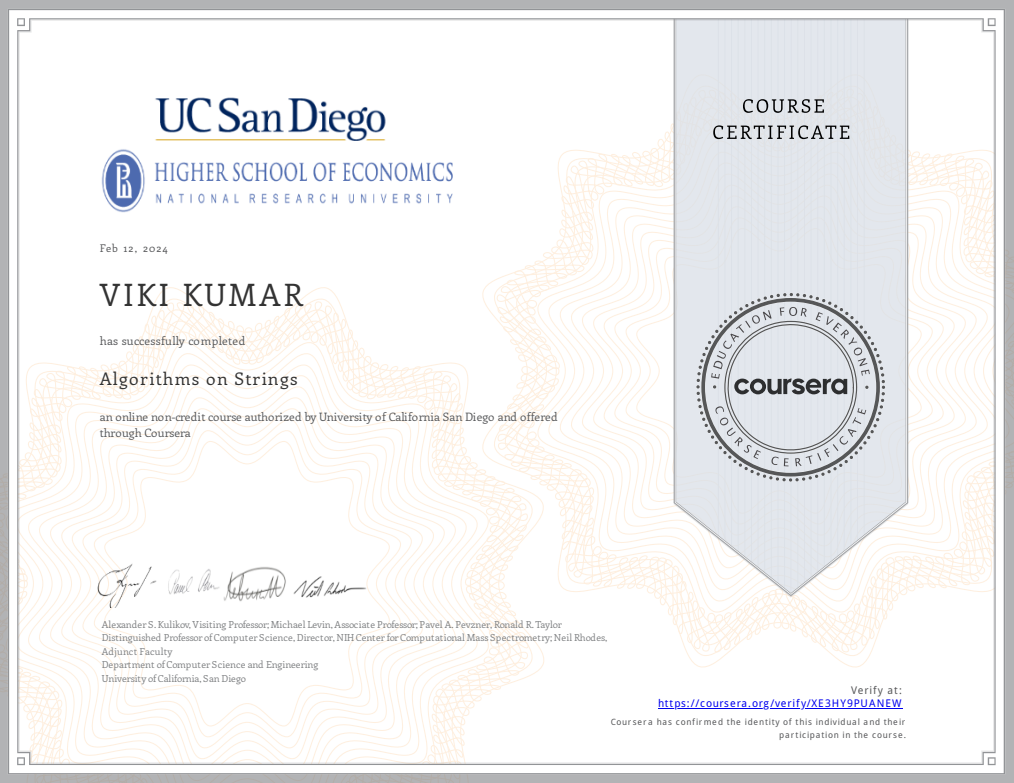 UC San Diego
HIGHER SCHOOL OF ECONOMICS
NATIONAL RESEARCH UNIVERSITY
COURSE
CERTIFICATE
Feb 12, 2024
VIKI KUMAR
has successfully completed
Algorithms on Strings
an online non-credit course authorized by University of California San Diego and offered
through Coursera
EDUCATION FOR EVERYONE
coursera
COURSE CERTIFICATE
Alexander S. Kulikov, Visiting Professor; Michael Levin, Associate Professor; Pavel A. Pevzner, Ronald R. Taylor
Distinguished Professor of Computer Science, Director, NIH Center for Computational Mass Spectrometry; Neil Rhodes,
Adjunct Faculty
Department of Computer Science and Engineering
University of California, San Diego
Verify at:
https://coursera.org/verify/XE3HY9PUANEW
Coursera has confirmed the identity of this individual and their
participation in the course.